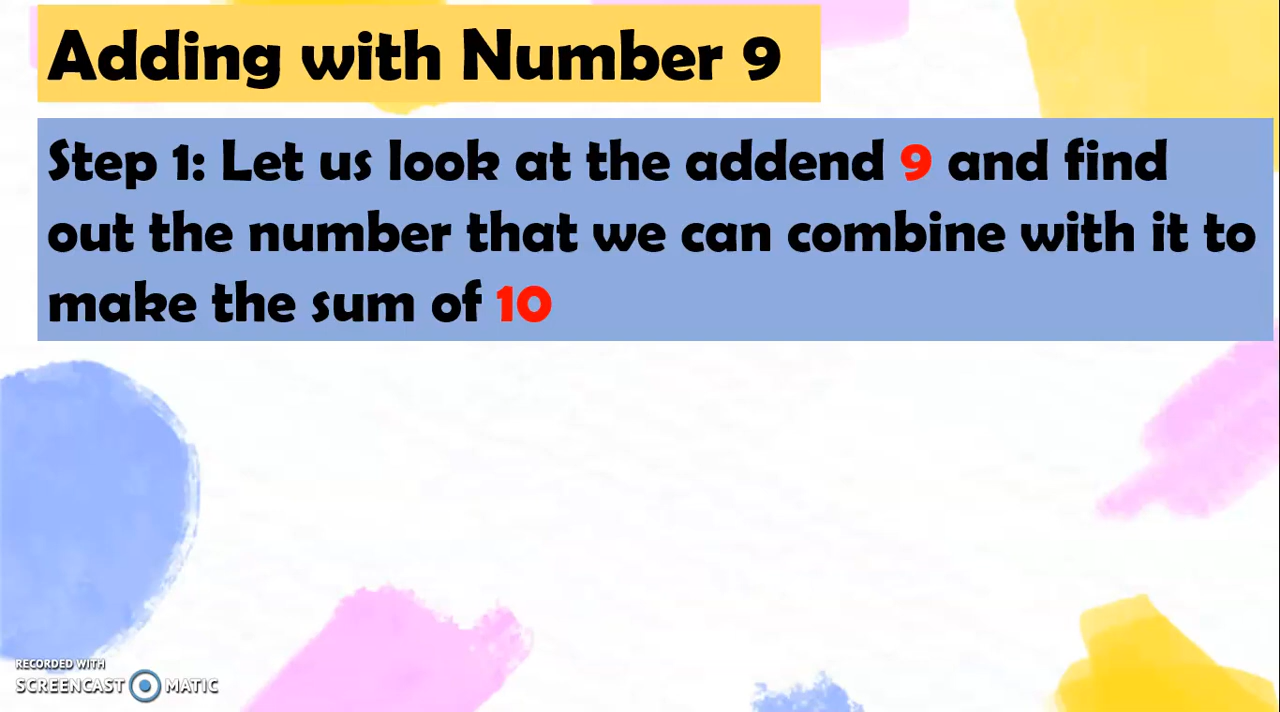 Adding with Number 9
Step 1: Let us look at the addend 9 and find
out the number that we can combine with it to
make the sum of 10
RECORDED WITH
SCREENCAST MATIC